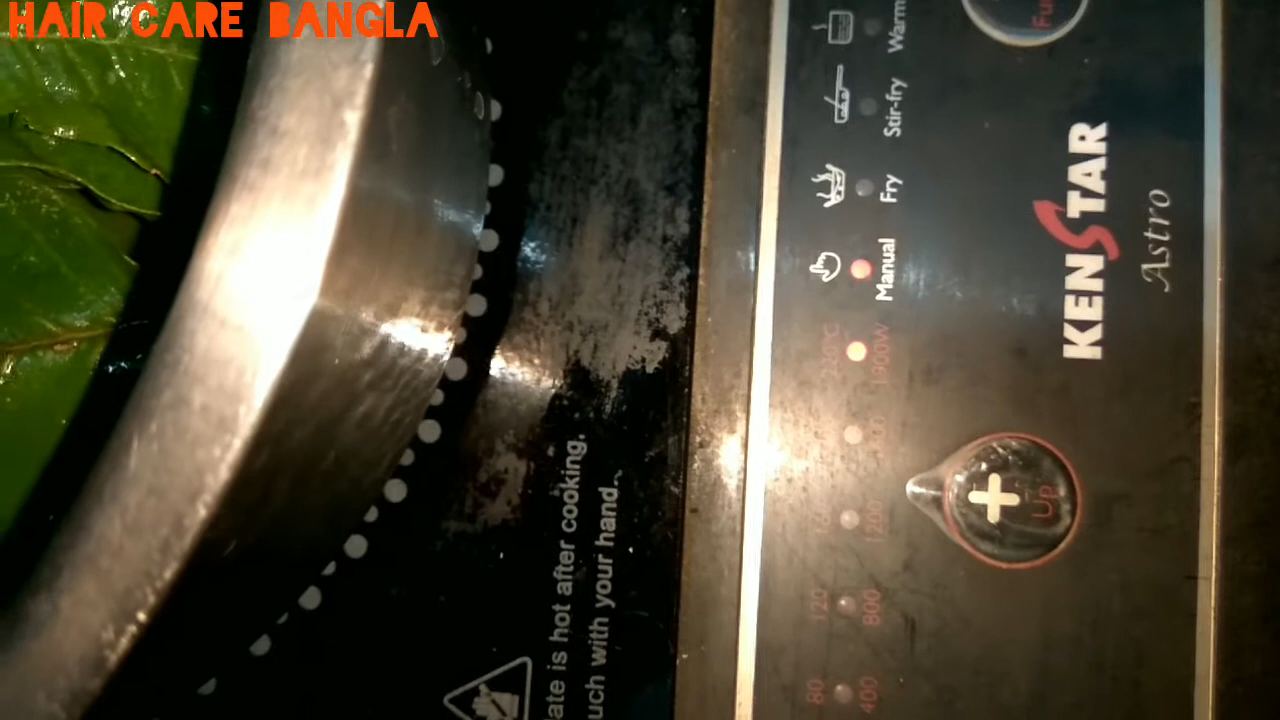 HAIR CARE BANGLA
Warm
Stir-fry
Fry
Manual
KENSTAR
Astro
Fu
Up
1900W
1200
120
800
80
400
ate is hot after cooking.
uch with your hand.